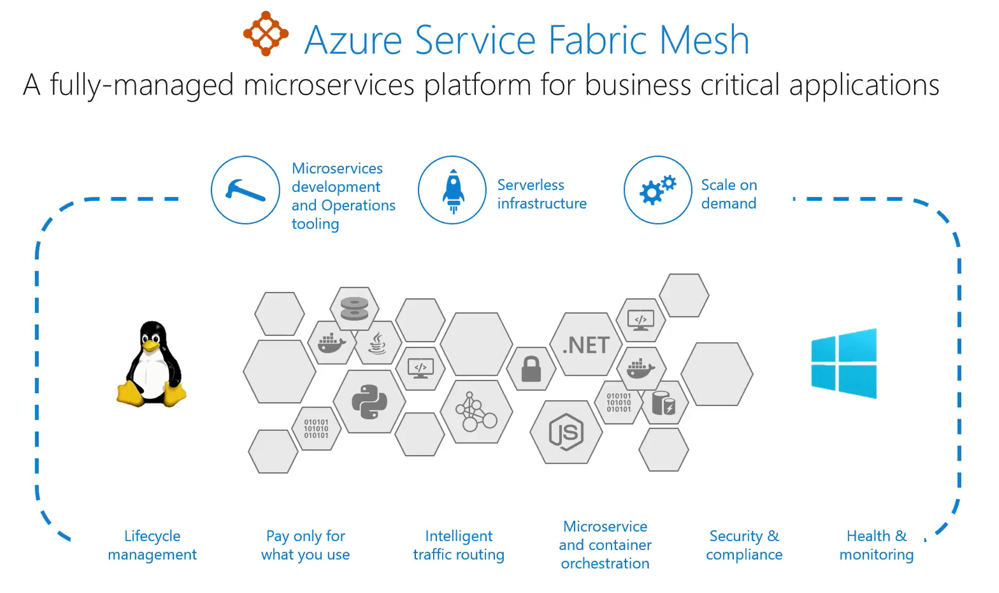 Azure Service Fabric Mesh
A fully-managed microservices platform for business critical applications
Microservices
development
and Operations
tooling
Serverless
infrastructure
Scale on
demand
</>
.NET
</>
010101
101010
010101
JS
010101
101010
010101
Lifecycle
management
Pay only for
what you use
Intelligent
traffic routing
Microservice
and container
orchestration
Security &
compliance
Health &
monitoring